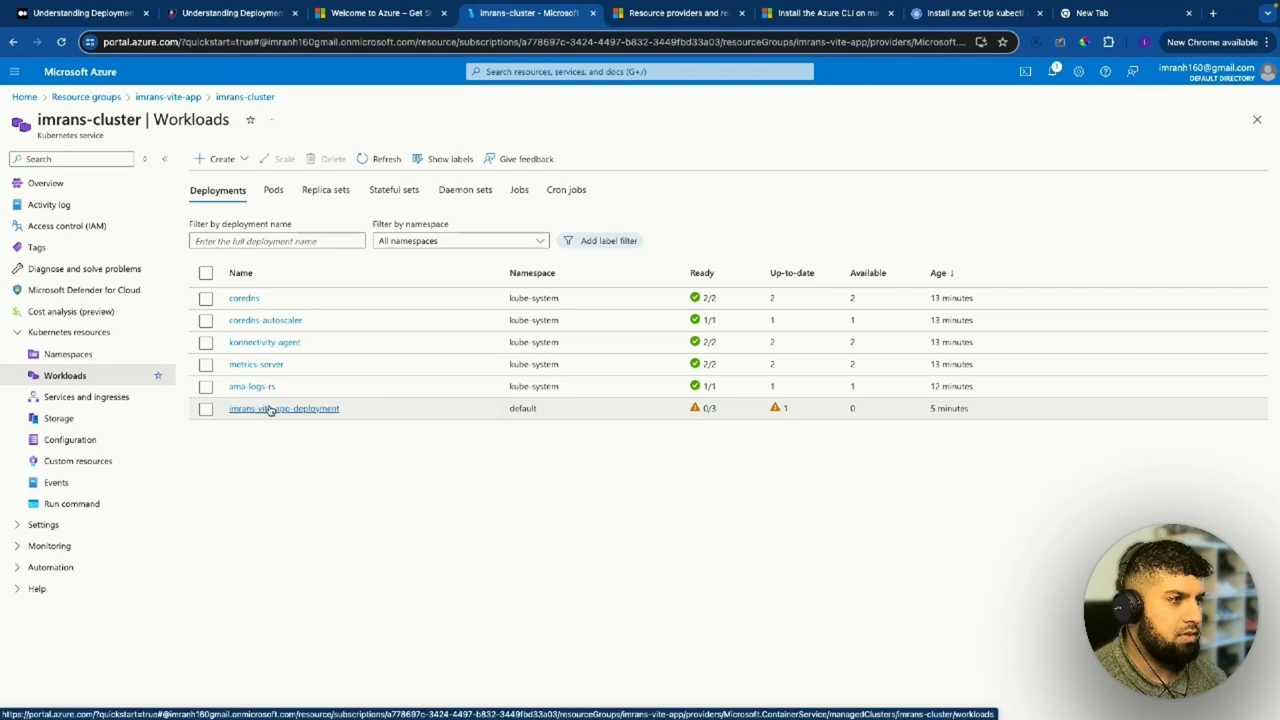 Understanding Deploymen
Understanding Deploymen
Welcome to Azure – Get St
imrans-cluster - Microsoft
Resource providers and re
Install the Azure CLI on ma
Install and Set Up kubectl
New Tab
portal.azure.com/?quickstart=true#@imranh160gmail.onmicrosoft.com/resource/subscriptions/a778697c-3424-4497-b832-3449fbd33a03/resourceGroups/imrans-vite-app/providers/Microsoft....
New Chrome available
Microsoft Azure
Search resources, services, and docs (G+/)
1
imranh160@gmail.com
DEFAULT DIRECTORY
Home > Resource groups > imrans-vite-app > imrans-cluster
imrans-cluster | Workloads
Kubernetes service
Search
Create
Scale
Delete
Refresh
Show labels
Give feedback
Overview
Activity log
Access control (IAM)
Tags
Diagnose and solve problems
Microsoft Defender for Cloud
Cost analysis (preview)
Kubernetes resources
Namespaces
Workloads
Services and ingresses
Storage
Configuration
Custom resources
Events
Run command
Settings
Monitoring
Automation
Help
Deployments Pods Replica sets Stateful sets Daemon sets Jobs Cron jobs
Filter by deployment name
Enter the full deployment name
Filter by namespace
All namespaces
Add label filter
Name Namespace Ready Up-to-date Available Age ↓
coredns kube-system 2/2 2 2 13 minutes
coredns-autoscaler kube-system 1/1 1 1 13 minutes
konnectivity-agent kube-system 2/2 2 2 13 minutes
metrics-server kube-system 2/2 2 2 13 minutes
ama-logs-rs kube-system 1/1 1 1 12 minutes
imrans-vite-app-deployment default 0/3 1 0 5 minutes
https://portal.azure.com/?quickstart=true#@imranh160gmail.onmicrosoft.com/resource/subscriptions/a778697c-3424-4497-b832-3449fbd33a03/resourceGroups/imrans-vite-app/providers/Microsoft.ContainerService/managedClusters/imrans-cluster/workloads